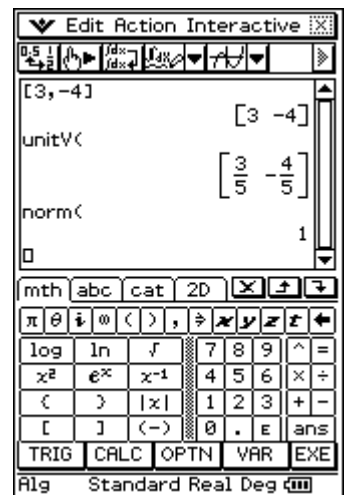 Edit Action Interactive
[3,-4]
[3 -4]
unitV(
[3/5 -4/5]
norm(
1
mth abc cat 2D
π θ i ∞ ( ) , ⇒ x y z t ←
log ln √ 7 8 9 ^ =
x² eˣ x⁻¹ 4 5 6 × ÷
( ) |x| 1 2 3 + -
[ ] (-) 0 . E ans
TRIG CALC OPTN VAR EXE
Alg Standard Real Deg